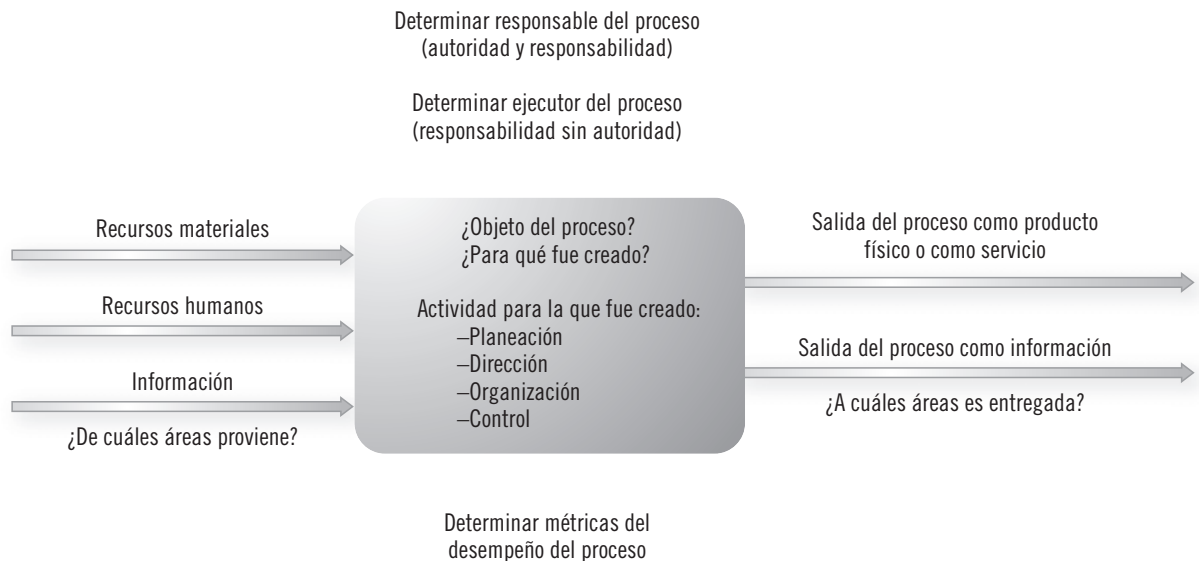 Determinar responsable del proceso
(autoridad y responsabilidad)
Determinar ejecutor del proceso
(responsabilidad sin autoridad)
Recursos materiales
Recursos humanos
Información
¿De cuáles áreas proviene?
¿Objeto del proceso?
¿Para qué fue creado?
Actividad para la que fue creado:
–Planeación
–Dirección
–Organización
–Control
Salida del proceso como producto
físico o como servicio
Salida del proceso como información
¿A cuáles áreas es entregada?
Determinar métricas del
desempeño del proceso